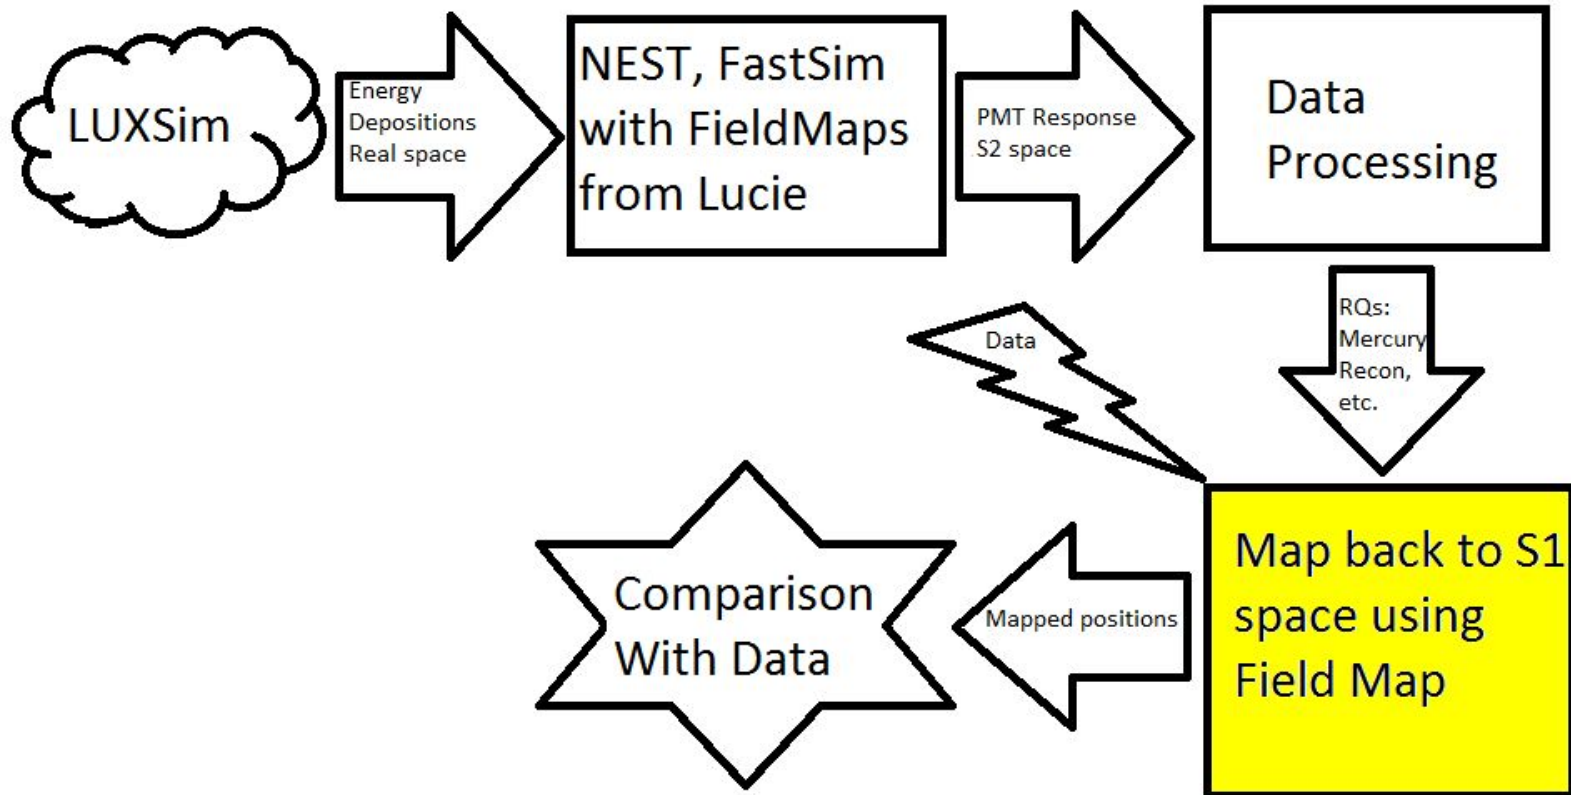 LUXSim
Energy
Depositions
Real space
NEST, FastSim
with FieldMaps
from Lucie
PMT Response
S2 space
Data
Processing
RQs:
Mercury
Recon,
etc.
Data
Map back to S1
space using
Field Map
Mapped positions
Comparison
With Data